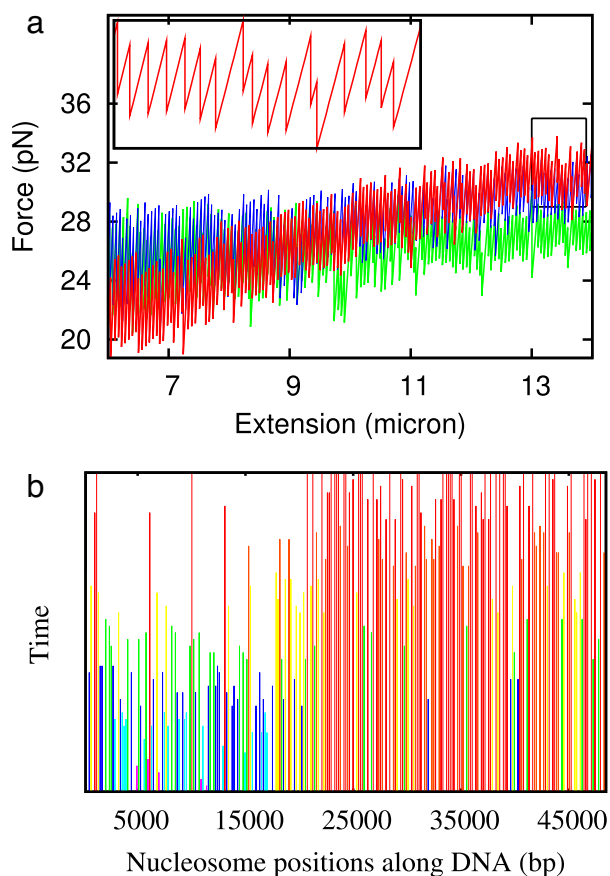 a
Force (pN)
36
32
28
24
20
7 9 11 13
Extension (micron)
b
Time
5000 15000 25000 35000 45000
Nucleosome positions along DNA (bp)